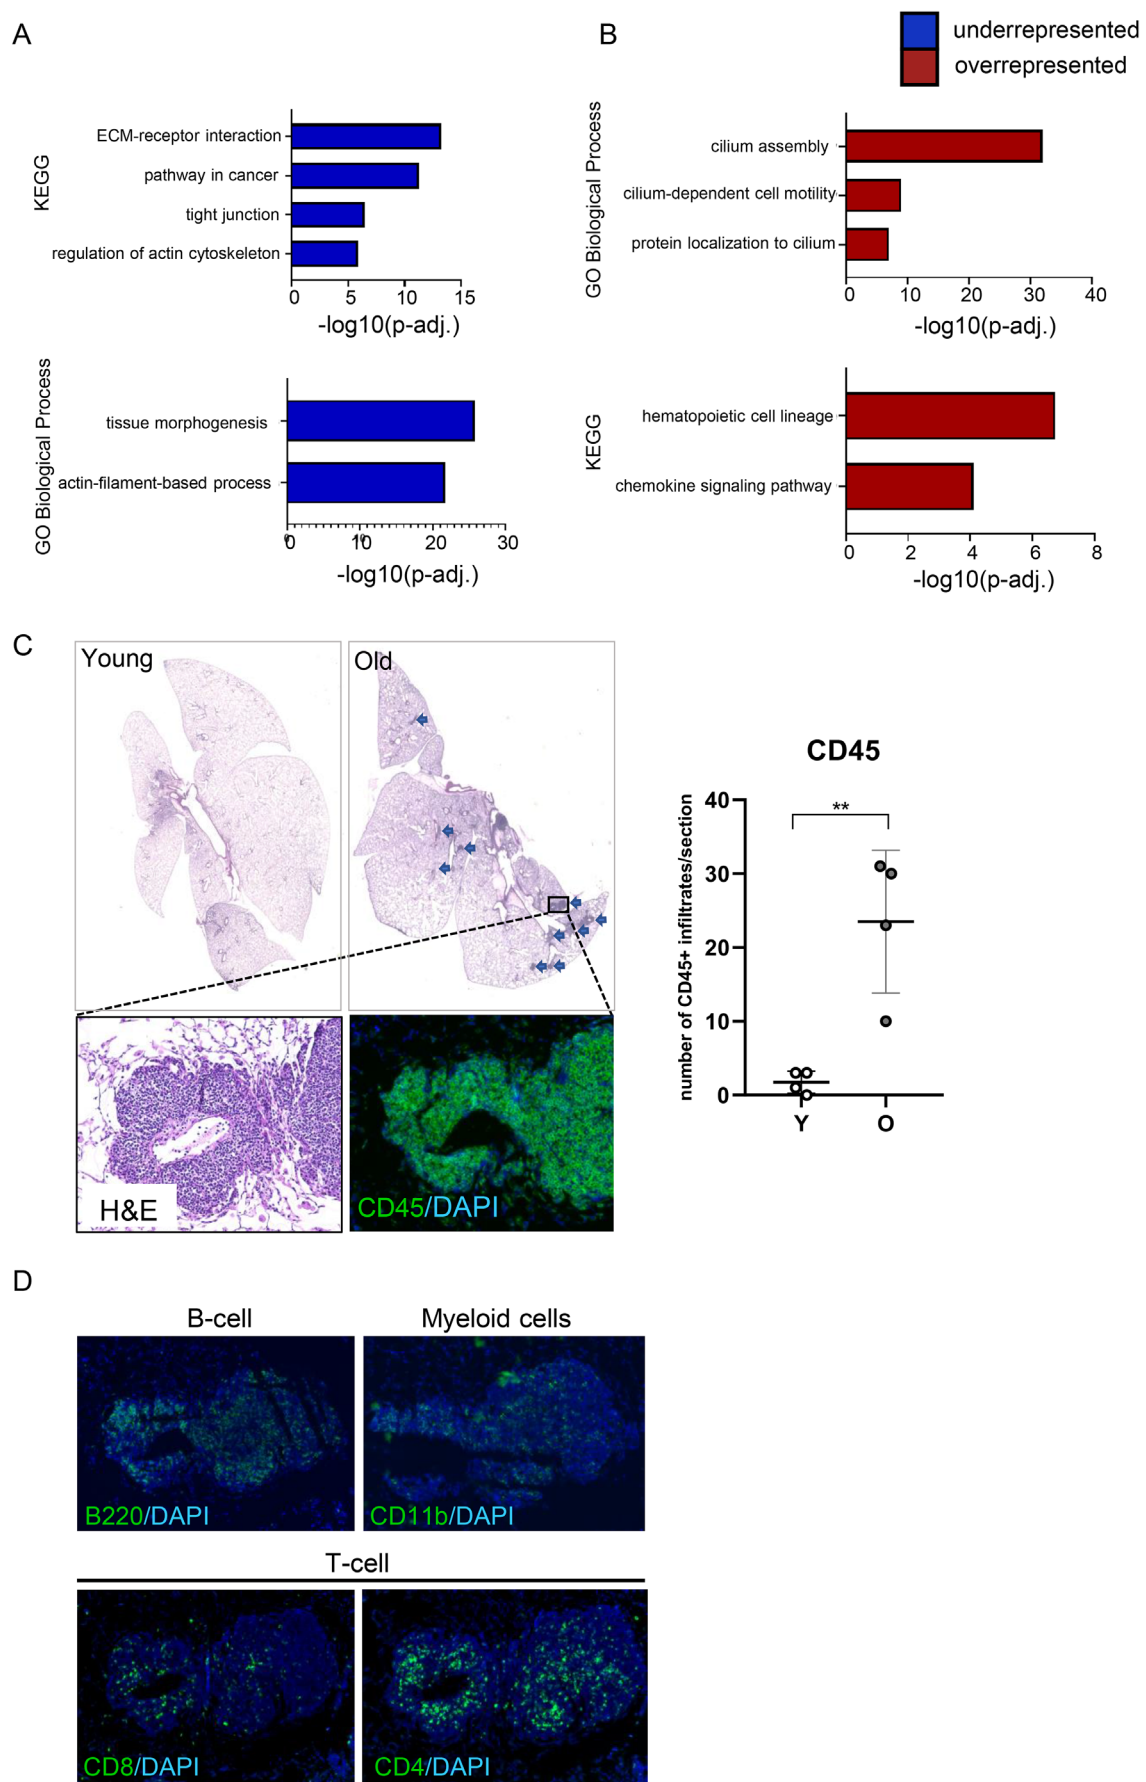 A
B
underrepresented
overrepresented
KEGG
ECM-receptor interaction
pathway in cancer
tight junction
regulation of actin cytoskeleton
0 5 10 15
-log10(p-adj.)
GO Biological Process
cilium assembly
cilium-dependent cell motility
protein localization to cilium
0 10 20 30 40
-log10(p-adj.)
GO Biological Process
tissue morphogenesis
actin-filament-based process
0 10 20 30
-log10(p-adj.)
KEGG
hematopoietic cell lineage
chemokine signaling pathway
0 2 4 6 8
-log10(p-adj.)
C
Young
Old
H&E
CD45/DAPI
CD45
number of CD45+ infiltrates/section
40
30
20
10
0
**
Y O
D
B-cell
Myeloid cells
B220/DAPI
CD11b/DAPI
T-cell
CD8/DAPI
CD4/DAPI